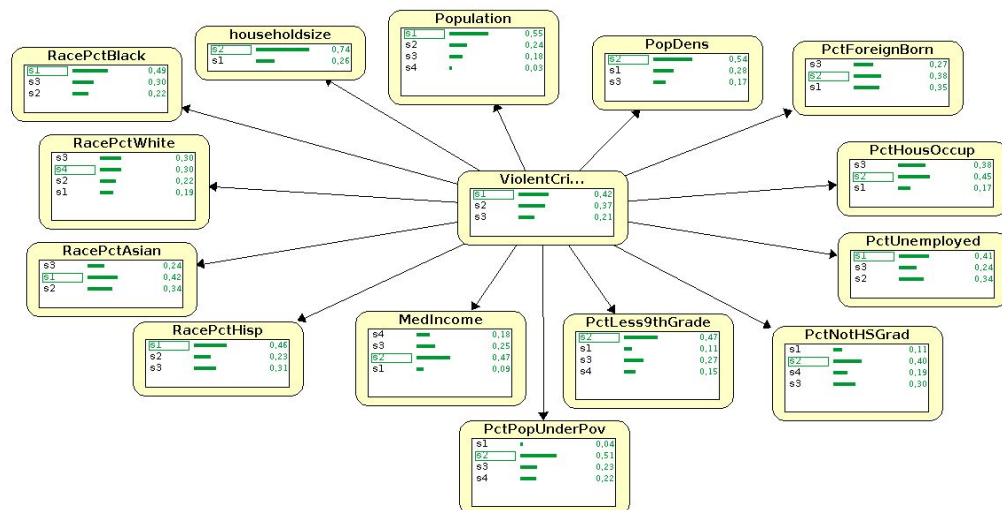 Population
s1 0,55
s2 0,24
s3 0,18
s4 0,03
householdsize
s2 0,74
s1 0,26
RacePctBlack
s1 0,49
s3 0,30
s2 0,22
PopDens
s2 0,54
s1 0,28
s3 0,17
PctForeignBorn
s3 0,27
s2 0,38
s1 0,35
RacePctWhite
s3 0,30
s4 0,30
s2 0,22
s1 0,19
ViolentCri...
s1 0,42
s2 0,37
s3 0,21
PctHousOccup
s3 0,38
s2 0,45
s1 0,17
RacePctAsian
s3 0,24
s1 0,42
s2 0,34
PctUnemployed
s1 0,41
s3 0,24
s2 0,34
RacePctHisp
s1 0,46
s2 0,23
s3 0,31
MedIncome
s4 0,18
s3 0,25
s2 0,47
s1 0,09
PctLess9thGrade
s2 0,47
s1 0,11
s3 0,27
s4 0,15
PctNotHSGrad
s1 0,11
s2 0,40
s4 0,19
s3 0,30
PctPopUnderPov
s1 0,04
s2 0,51
s3 0,23
s4 0,22